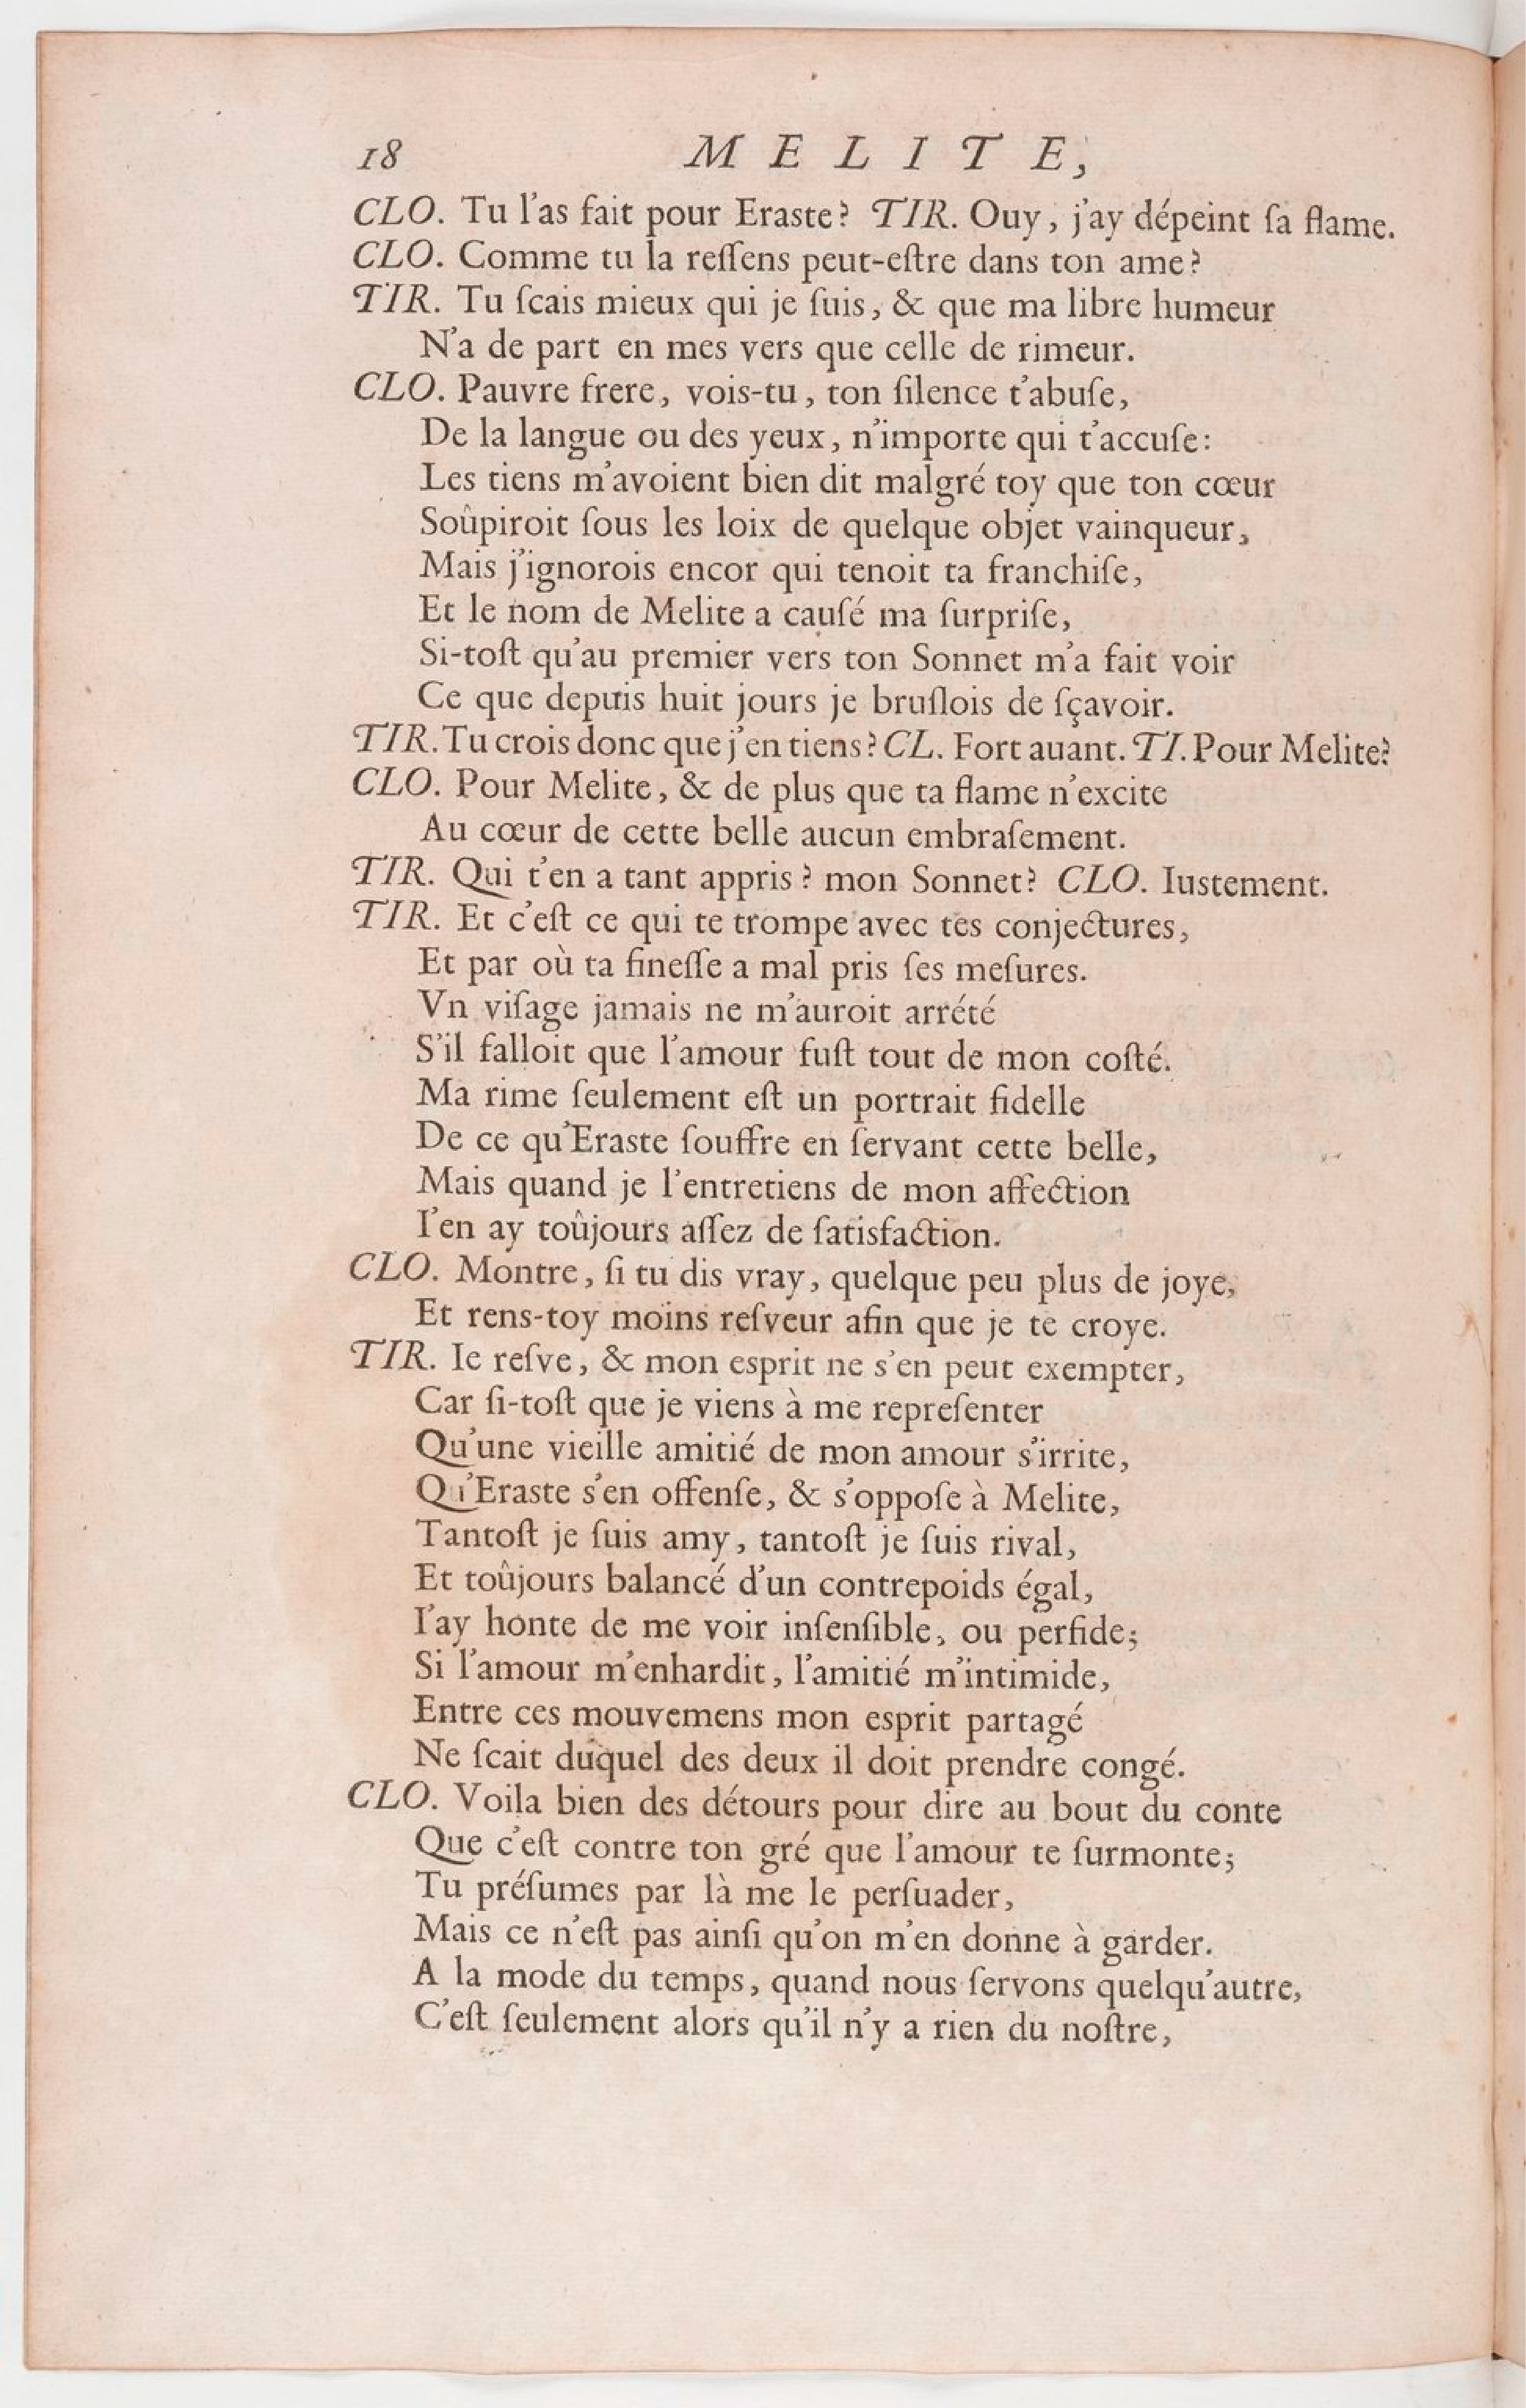 18 MELITE,
CLO. Tu l'as fait pour Eraste? TIR. Ouy, j'ay dépeint ſa flame.
CLO. Comme tu la reſſens peut-eſtre dans ton ame?
TIR. Tu ſcais mieux qui je ſuis, & que ma libre humeur
N'a de part en mes vers que celle de rimeur.
CLO. Pauvre frere, vois-tu, ton ſilence t'abuſe,
De la langue ou des yeux, n'importe qui t'accuſe:
Les tiens m'avoient bien dit malgré toy que ton cœur
Soûpiroit ſous les loix de quelque objet vainqueur,
Mais j'ignorois encor qui tenoit ta franchiſe,
Et le nom de Melite a cauſé ma ſurpriſe,
Si-toſt qu'au premier vers ton Sonnet m'a fait voir
Ce que depuis huit jours je bruſlois de ſçavoir.
TIR. Tu crois donc que j'en tiens? CL. Fort auant. TI. Pour Melite?
CLO. Pour Melite, & de plus que ta flame n'excite
Au cœur de cette belle aucun embraſement.
TIR. Qui t'en a tant appris? mon Sonnet? CLO. Iustement.
TIR. Et c'eſt ce qui te trompe avec tes conjectures,
Et par où ta fineſſe a mal pris ſes meſures.
Vn viſage jamais ne m'auroit arrété
S'il falloit que l'amour fuſt tout de mon coſté.
Ma rime ſeulement eſt un portrait fidelle
De ce qu'Eraste ſouffre en ſervant cette belle,
Mais quand je l'entretiens de mon affection
I'en ay toûjours aſſez de ſatisfaction.
CLO. Montre, ſi tu dis vray, quelque peu plus de joye,
Et rens-toy moins reſveur afin que je te croye.
TIR. Ie reſve, & mon esprit ne s'en peut exempter,
Car ſi-toſt que je viens à me repreſenter
Qu'une vieille amitié de mon amour s'irrite,
Qu'Eraste s'en offenſe, & s'oppoſe à Melite,
Tantoſt je ſuis amy, tantoſt je ſuis rival,
Et toûjours balancé d'un contrepoids égal,
I'ay honte de me voir inſenſible, ou perfide;
Si l'amour m'enhardit, l'amitié m'intimide,
Entre ces mouvemens mon esprit partagé
Ne ſcait duquel des deux il doit prendre congé.
CLO. Voila bien des détours pour dire au bout du conte
Que c'eſt contre ton gré que l'amour te ſurmonte;
Tu préſumes par là me le perſuader,
Mais ce n'eſt pas ainſi qu'on m'en donne à garder.
A la mode du temps, quand nous ſervons quelqu'autre,
C'eſt ſeulement alors qu'il n'y a rien du noſtre,